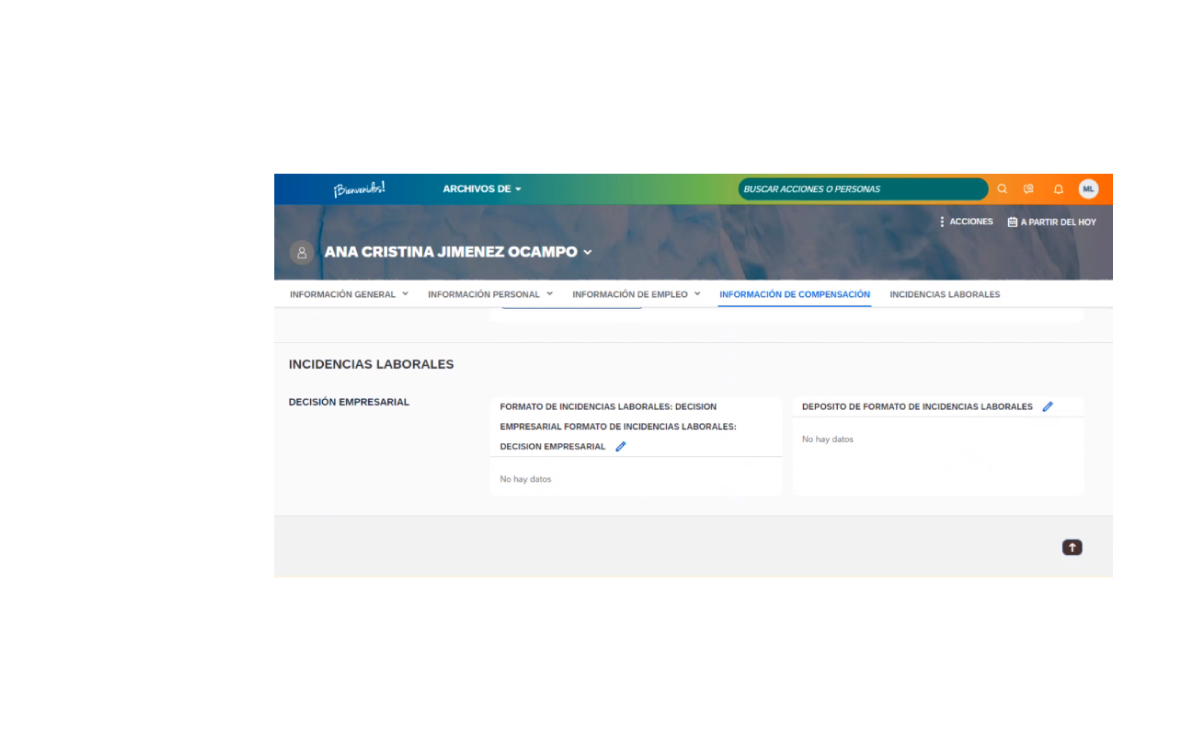 ¡Bienvenidos!
ARCHIVOS DE
BUSCAR ACCIONES O PERSONAS
ML
ACCIONES
A PARTIR DEL HOY
ANA CRISTINA JIMENEZ OCAMPO
INFORMACIÓN GENERAL
INFORMACIÓN PERSONAL
INFORMACIÓN DE EMPLEO
INFORMACIÓN DE COMPENSACIÓN
INCIDENCIAS LABORALES
INCIDENCIAS LABORALES
DECISIÓN EMPRESARIAL
FORMATO DE INCIDENCIAS LABORALES: DECISION
EMPRESARIAL FORMATO DE INCIDENCIAS LABORALES:
DECISION EMPRESARIAL
No hay datos
DEPOSITO DE FORMATO DE INCIDENCIAS LABORALES
No hay datos